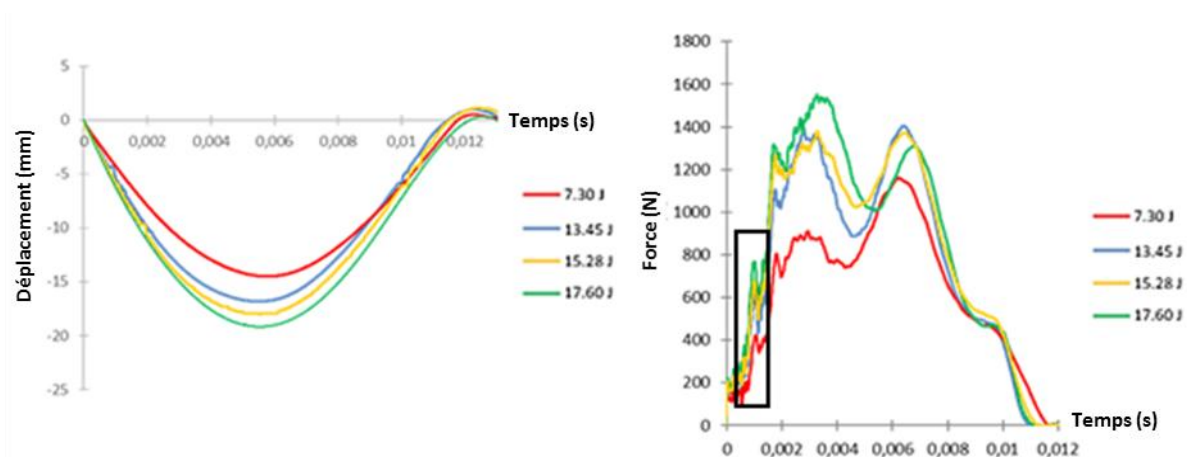 5
0
-5
-10
-15
-20
-25
0
0,002
0,004
0,006
0,008
0,01
0,012
Temps (s)
Déplacement (mm)
7.30 J
13.45 J
15.28 J
17.60 J
1800
1600
1400
1200
1000
800
600
400
200
0
0
0,002
0,004
0,006
0,008
0,01
0,012
Temps (s)
Force (N)
7.30 J
13.45 J
15.28 J
17.60 J